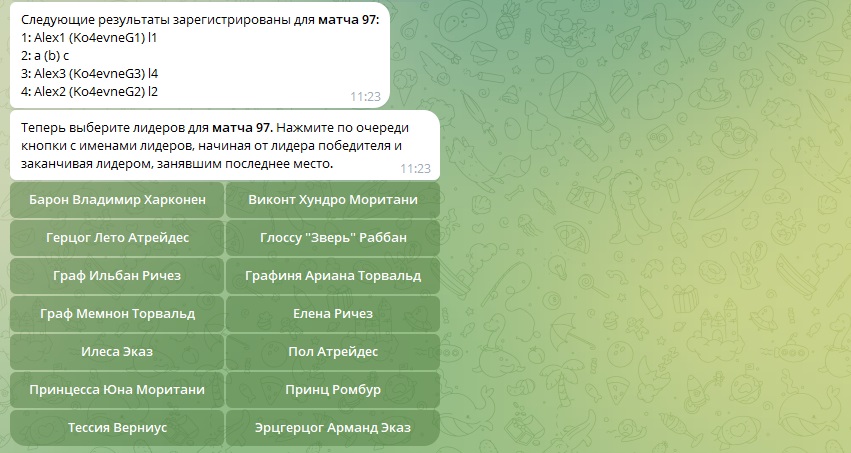 Следующие результаты зарегистрированы для матча 97:
1: Alex1 (Ko4evneG1) l1
2: a (b) c
3: Alex3 (Ko4evneG3) l4
4: Alex2 (Ko4evneG2) l2
11:23
Теперь выберите лидеров для матча 97. Нажмите по очереди
кнопки с именами лидеров, начиная от лидера победителя и
заканчивая лидером, занявшим последнее место.
11:23
Барон Владимир Харконен
Виконт Хундро Моритани
Герцог Лето Атрейдес
Глоссу "Зверь" Раббан
Граф Ильбан Ричез
Графиня Ариана Торвальд
Граф Мемнон Торвальд
Елена Ричез
Илеса Эказ
Пол Атрейдес
Принцесса Юна Моритани
Принц Ромбур
Тессия Верниус
Эрцгерцог Арманд Эказ